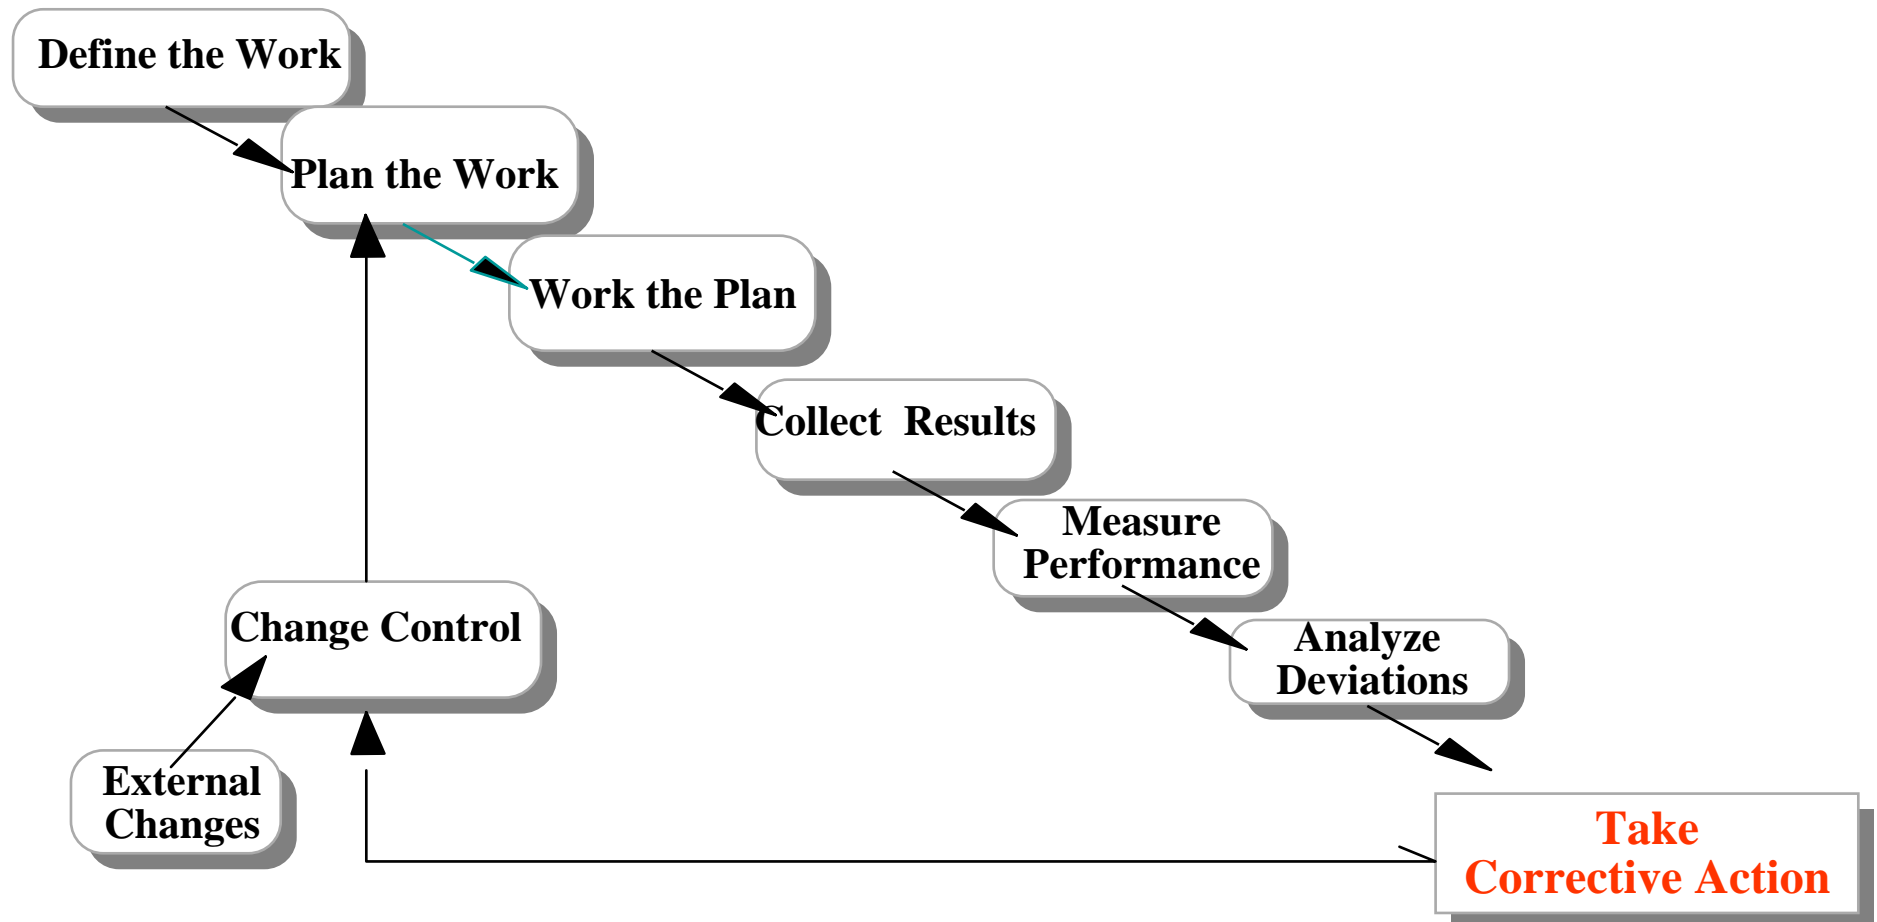 Define the Work
Plan the Work
Work the Plan
Collect Results
Measure
Performance
Analyze
Deviations
Take
Corrective Action
Change Control
External
Changes